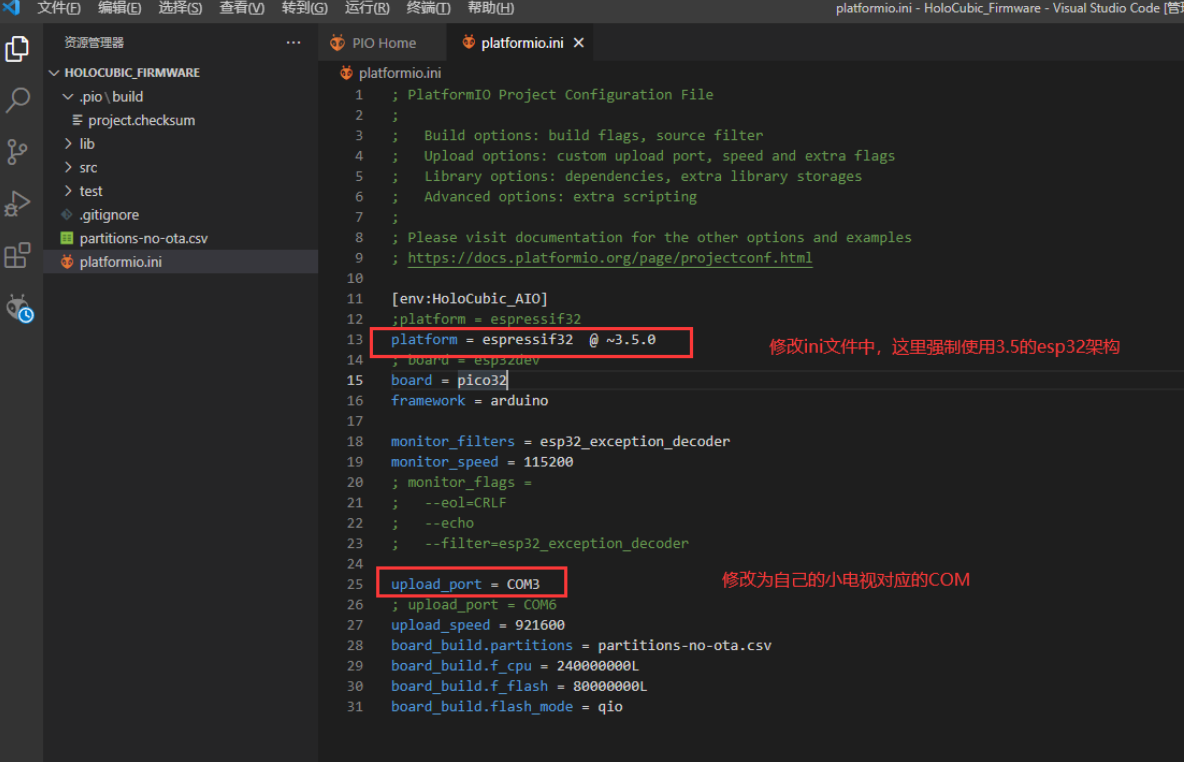 文件(F) 编辑(E) 选择(S) 查看(V) 转到(G) 运行(R) 终端(T) 帮助(H) platformio.ini - HoloCubic_Firmware - Visual Studio Code [管理
资源管理器 ···
PIO Home
platformio.ini
HOLOCUBIC_FIRMWARE
.pio\build
project.checksum
lib
src
test
.gitignore
partitions-no-ota.csv
platformio.ini
platformio.ini
1 ; PlatformIO Project Configuration File
2 ;
3 ;   Build options: build flags, source filter
4 ;   Upload options: custom upload port, speed and extra flags
5 ;   Library options: dependencies, extra library storages
6 ;   Advanced options: extra scripting
7 ;
8 ; Please visit documentation for the other options and examples
9 ; https://docs.platformio.org/page/projectconf.html
10
11 [env:HoloCubic_AIO]
12 ;platform = espressif32
13 platform = espressif32  @ ~3.5.0
修改ini文件中，这里强制使用3.5的esp32架构
14 ; board = esp32dev
15 board = pico32
16 framework = arduino
17
18 monitor_filters = esp32_exception_decoder
19 monitor_speed = 115200
20 ; monitor_flags =
21 ;   --eol=CRLF
22 ;   --echo
23 ;   --filter=esp32_exception_decoder
24
25 upload_port = COM3
修改为自己的小电视对应的COM
26 ; upload_port = COM6
27 upload_speed = 921600
28 board_build.partitions = partitions-no-ota.csv
29 board_build.f_cpu = 240000000L
30 board_build.f_flash = 80000000L
31 board_build.flash_mode = qio